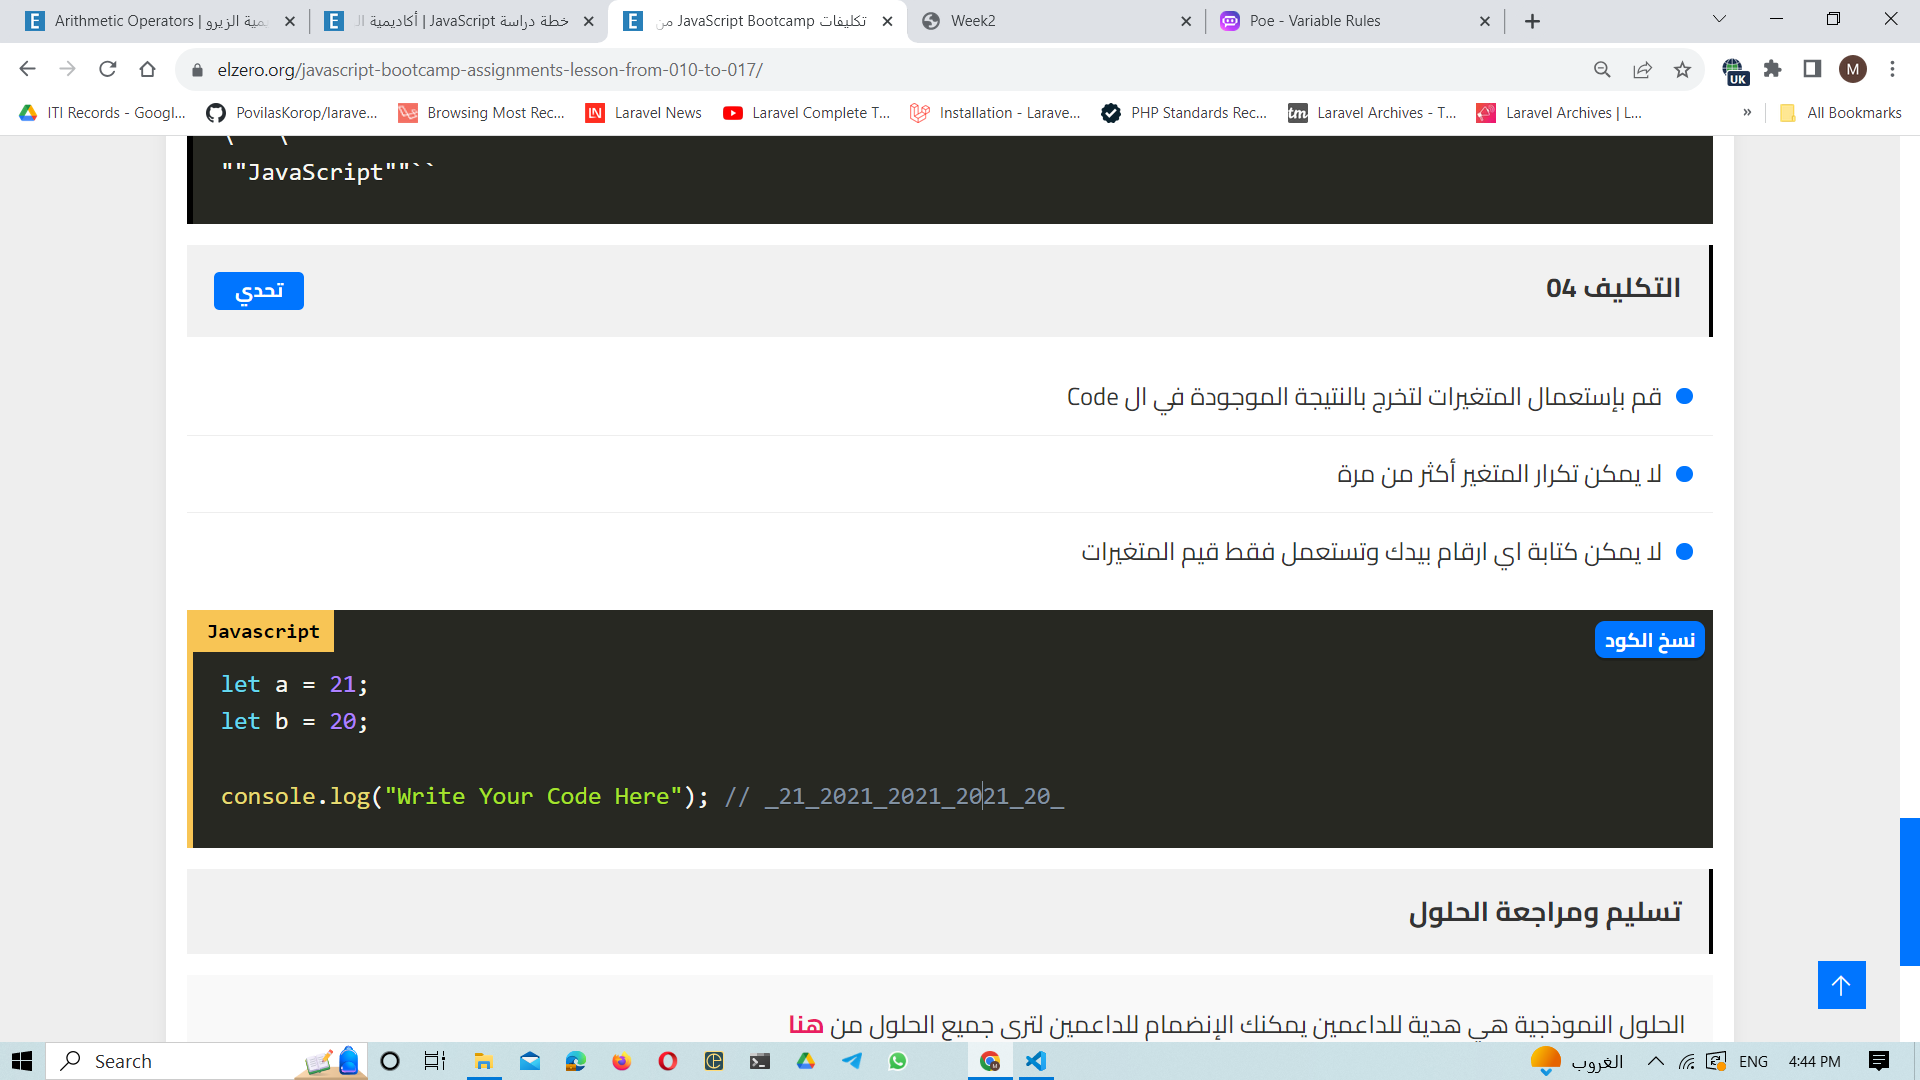 Arithmetic Operators | يمية الزيرو
خطة دراسة JavaScript | أكاديمية الـ
تكليفات JavaScript Bootcamp من
Week2
Poe - Variable Rules
elzero.org/javascript-bootcamp-assignments-lesson-from-010-to-017/
UK
M
ITI Records - Googl...
PovilasKorop/larave...
Browsing Most Rec...
Laravel News
Laravel Complete T...
Installation - Larave...
PHP Standards Rec...
Laravel Archives - T...
Laravel Archives | L...
»
All Bookmarks
""JavaScript""``
التكليف 04
تحدي
قم بإستعمال المتغيرات لتخرج بالنتيجة الموجودة في ال Code
لا يمكن تكرار المتغير أكثر من مرة
لا يمكن كتابة اي ارقام بيدك وتستعمل فقط قيم المتغيرات
Javascript
نسخ الكود
let a = 21;
let b = 20;
console.log("Write Your Code Here"); // _21_2021_2021_2021_20_
تسليم ومراجعة الحلول
الحلول النموذجية هي هدية للداعمين يمكنك الإنضمام للداعمين لترى جميع الحلول من هنا
Search
الغروب
ENG
4:44 PM